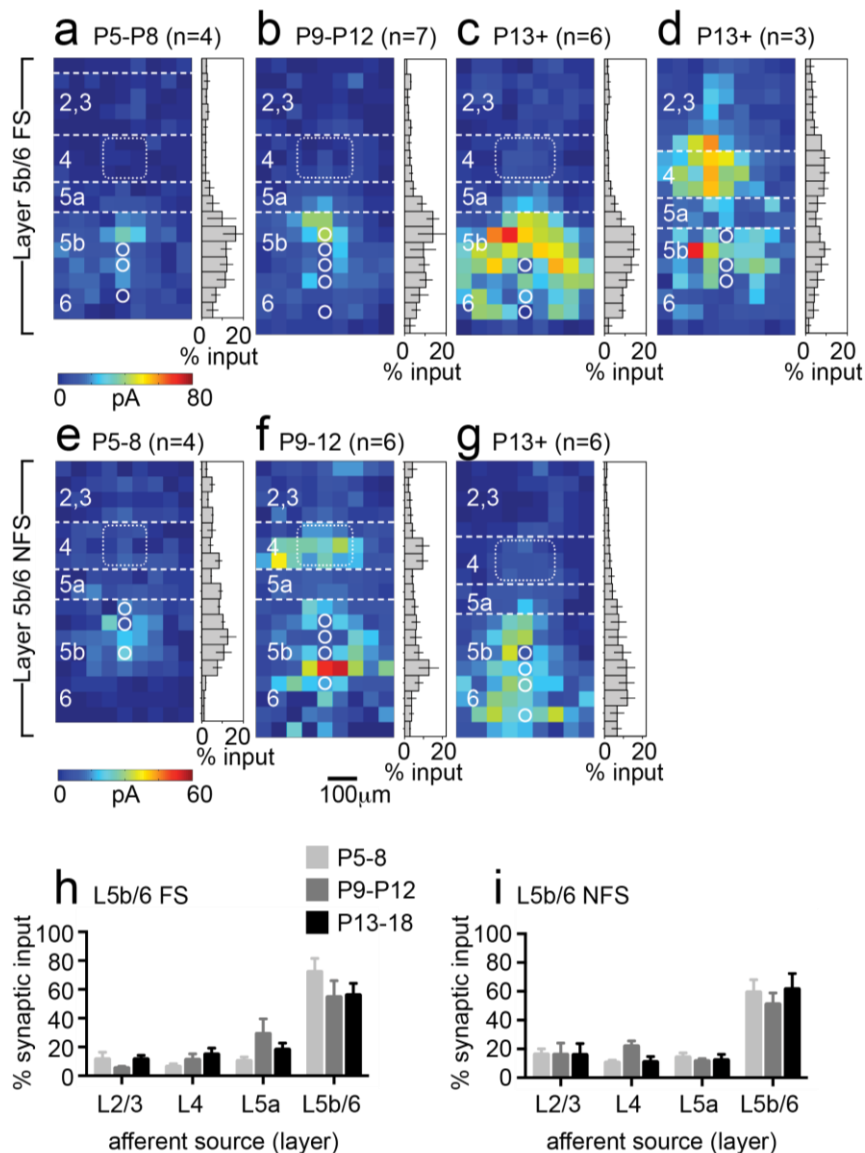 a P5-P8 (n=4)
b P9-P12 (n=7)
c P13+ (n=6)
d P13+ (n=3)
Layer 5b/6 FS
2,3
4
5a
5b
6
2,3
4
5a
5b
6
2,3
4
5a
5b
6
2,3
4
5a
5b
6
0 20
% input
0 20
% input
0 20
% input
0 20
% input
0 pA 80
e P5-8 (n=4)
f P9-12 (n=6)
g P13+ (n=6)
Layer 5b/6 NFS
2,3
4
5a
5b
6
2,3
4
5a
5b
6
2,3
4
5a
5b
6
0 20
% input
0 20
% input
0 20
% input
0 pA 60
100μm
h L5b/6 FS
P5-8
P9-P12
P13-18
% synaptic input
100
80
60
40
20
0
L2/3 L4 L5a L5b/6
afferent source (layer)
i L5b/6 NFS
% synaptic input
100
80
60
40
20
0
L2/3 L4 L5a L5b/6
afferent source (layer)